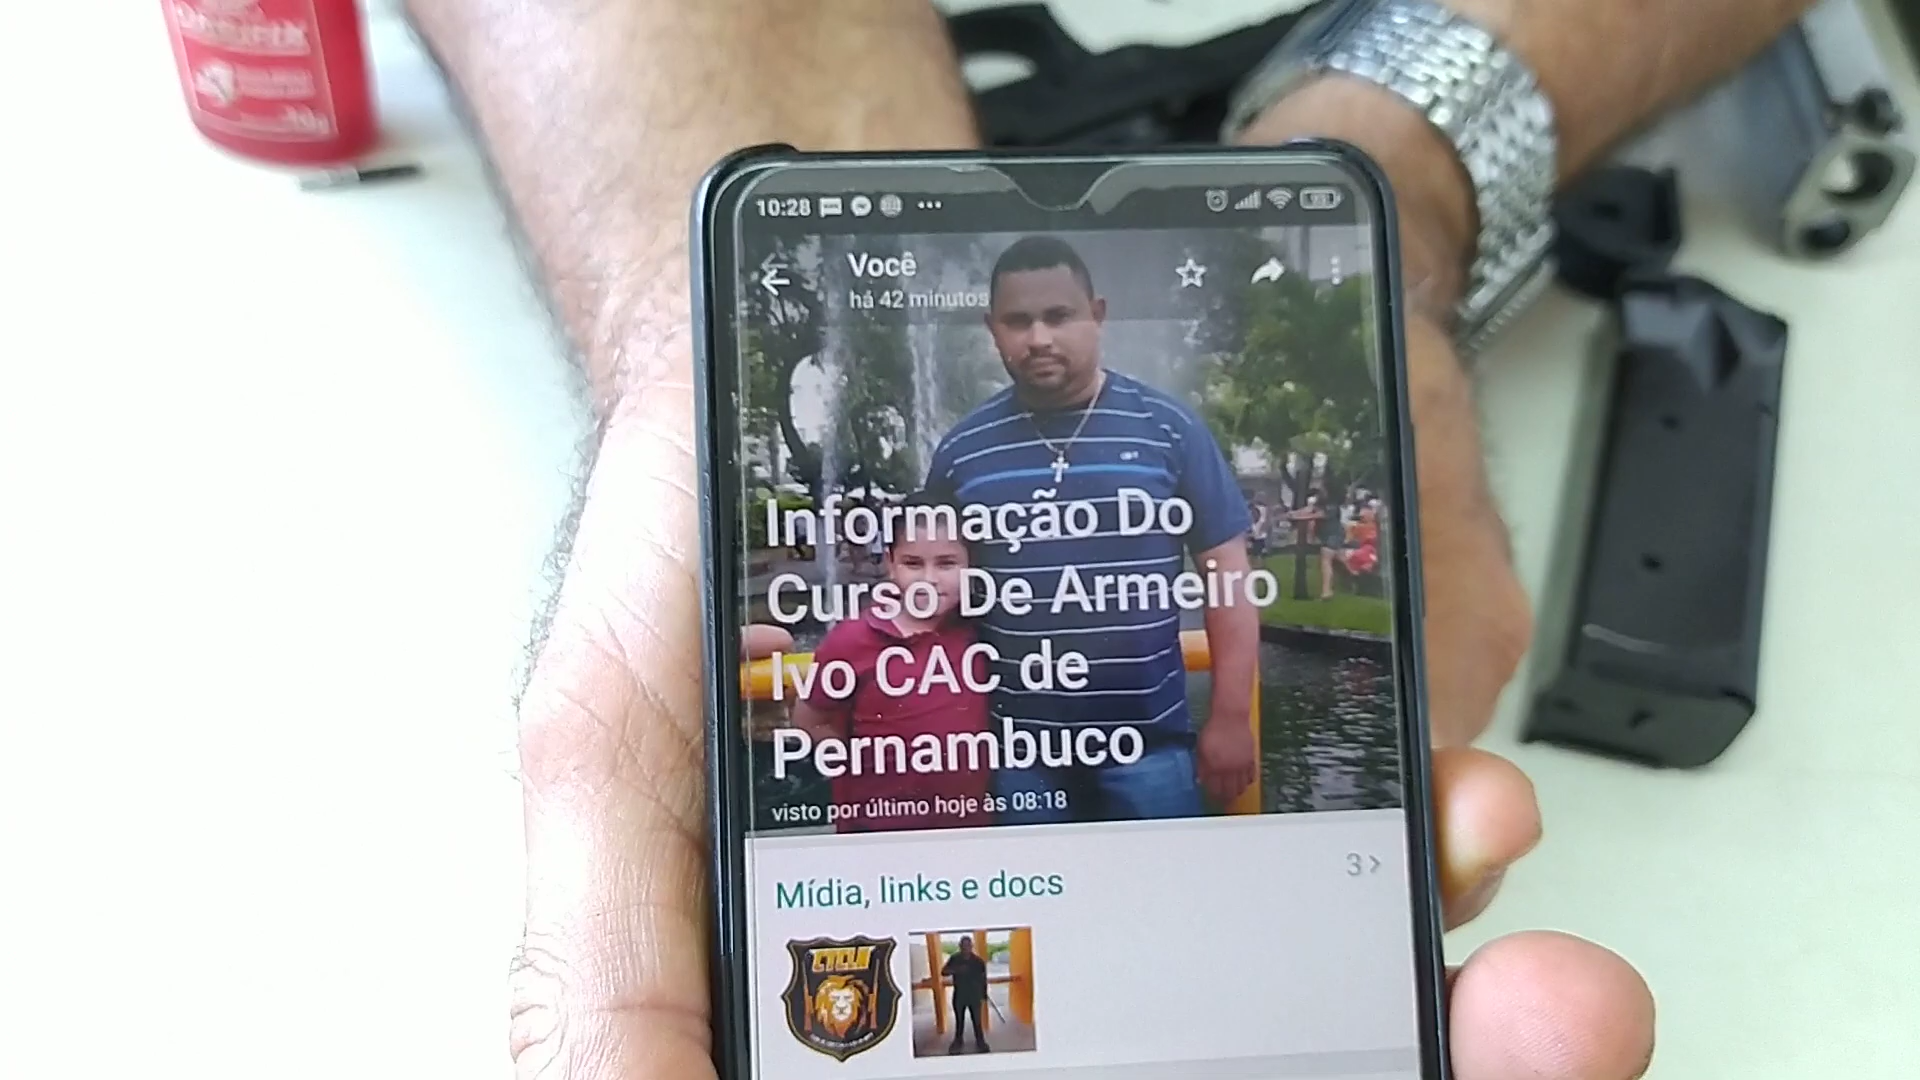 10:28
Você
há 42 minutos
Informação Do
Curso De Armeiro
Ivo CAC de
Pernambuco
visto por último hoje às 08:18
Mídia, links e docs
3